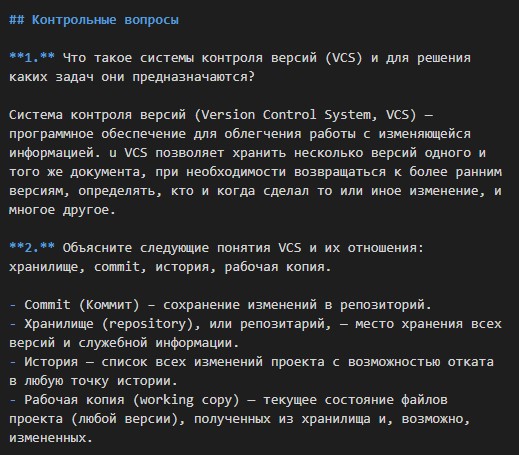 ## Контрольные вопросы
**1.** Что такое системы контроля версий (VCS) и для решения
каких задач они предназначаются?
Система контроля версий (Version Control System, VCS) —
программное обеспечение для облегчения работы с изменяющейся
информацией. u VCS позволяет хранить несколько версий одного и
того же документа, при необходимости возвращаться к более ранним
версиям, определять, кто и когда сделал то или иное изменение, и
многое другое.
**2.** Объясните следующие понятия VCS и их отношения:
хранилище, commit, история, рабочая копия.
- Commit (Коммит) – сохранение изменений в репозиторий.
- Хранилище (repository), или репозитарий, — место хранения всех
версий и служебной информации.
- История — список всех изменений проекта с возможностью отката
в любую точку истории.
- Рабочая копия (working copy) — текущее состояние файлов
проекта (любой версии), полученных из хранилища и, возможно,
измененных.